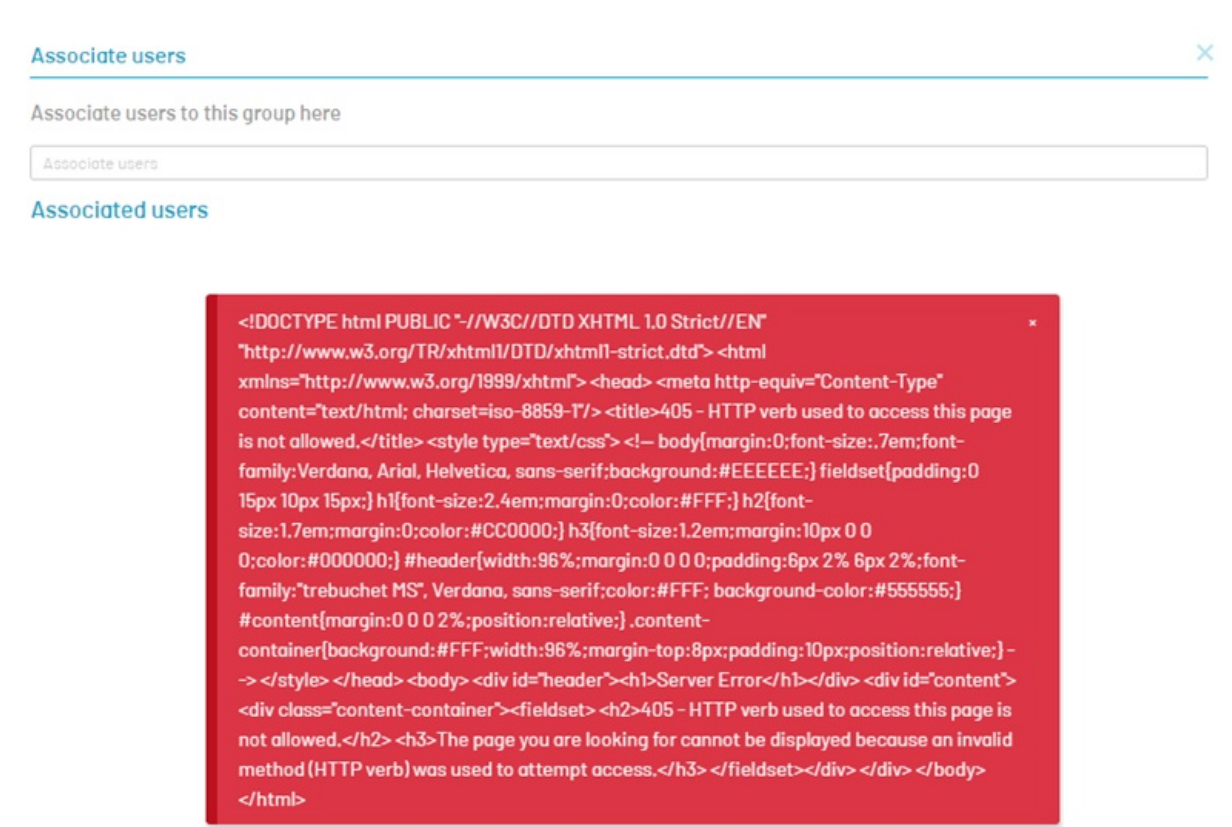 Associate users
×
Associate users to this group here
Associate users
Associated users
<!DOCTYPE html PUBLIC "-//W3C//DTD XHTML 1.0 Strict//EN"
×
"http://www.w3.org/TR/xhtml1/DTD/xhtml1-strict.dtd"> <html
xmlns="http://www.w3.org/1999/xhtml"> <head> <meta http-equiv="Content-Type"
content="text/html; charset=iso-8859-1"/> <title>405 - HTTP verb used to access this page
is not allowed.</title> <style type="text/css"> <!-- body{margin:0;font-size:.7em;font-
family:Verdana, Arial, Helvetica, sans-serif;background:#EEEEEE;} fieldset{padding:0
15px 10px 15px;} h1{font-size:2.4em;margin:0;color:#FFF;} h2{font-
size:1.7em;margin:0;color:#CC0000;} h3{font-size:1.2em;margin:10px 0 0
0;color:#000000;} #header{width:96%;margin:0 0 0 0;padding:6px 2% 6px 2%;font-
family:"trebuchet MS", Verdana, sans-serif;color:#FFF; background-color:#555555;}
#content{margin:0 0 0 2%;position:relative;} .content-
container{background:#FFF;width:96%;margin-top:8px;padding:10px;position:relative;} -
-> </style> </head> <body> <div id="header"><h1>Server Error</h1></div> <div id="content">
<div class="content-container"><fieldset> <h2>405 - HTTP verb used to access this page is
not allowed.</h2> <h3>The page you are looking for cannot be displayed because an invalid
method (HTTP verb) was used to attempt access.</h3> </fieldset></div> </div> </body>
</html>